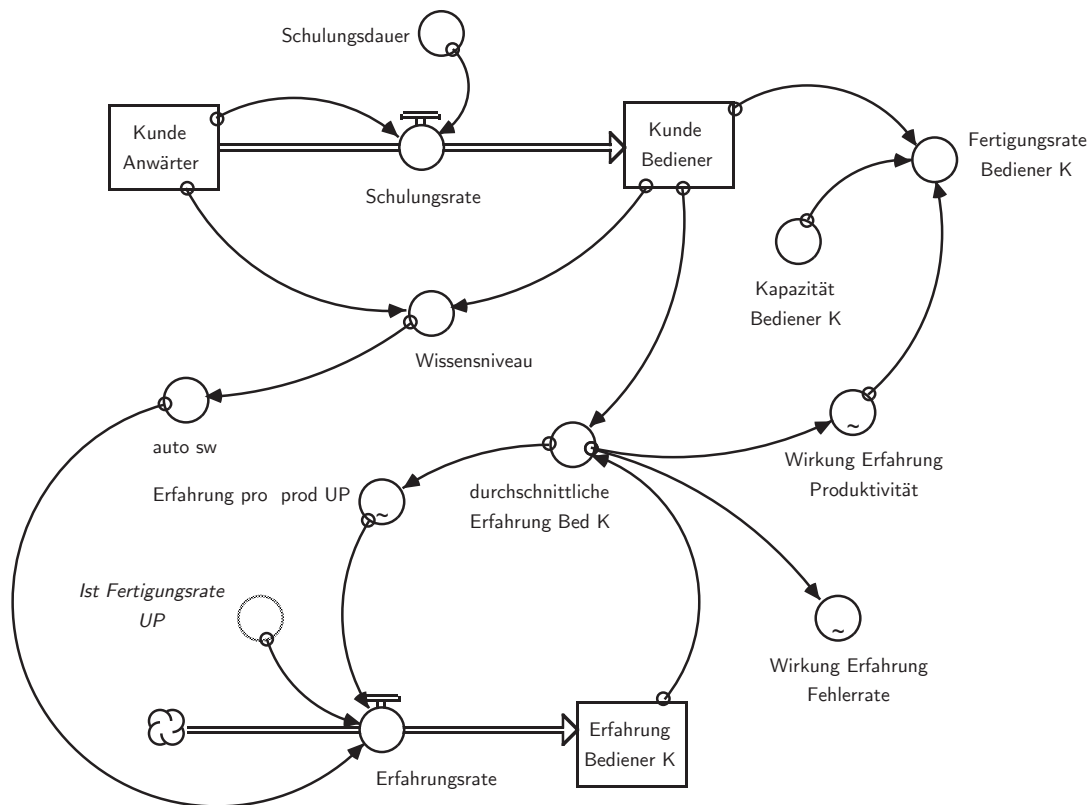 Schulungsdauer
Kunde
Anwärter
Schulungsrate
Kunde
Bediener
Fertigungsrate
Bediener K
Kapazität
Bediener K
Wissensniveau
auto sw
Erfahrung pro prod UP
durchschnittliche
Erfahrung Bed K
Wirkung Erfahrung
Produktivität
~
~
Ist Fertigungsrate
UP
~
Wirkung Erfahrung
Fehlerrate
Erfahrungsrate
Erfahrung
Bediener K